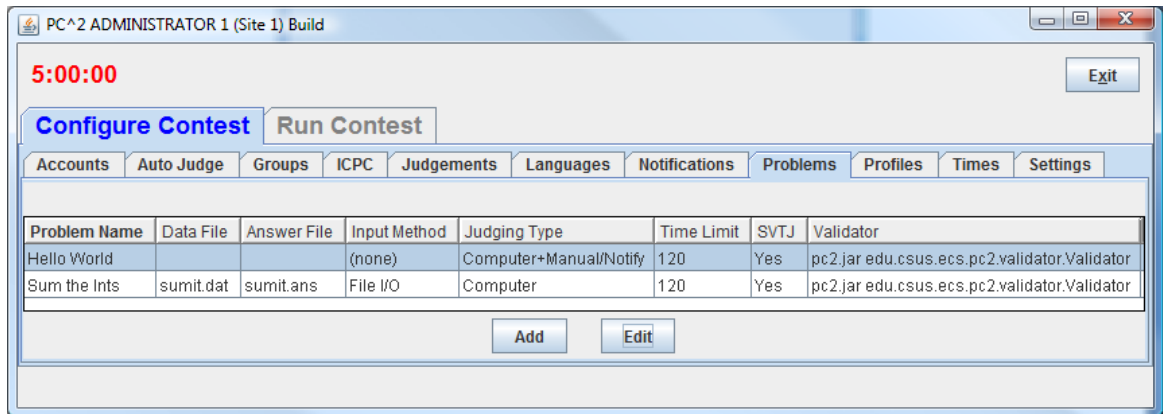 PC^2 ADMINISTRATOR 1 (Site 1) Build
5:00:00
Exit
Configure Contest Run Contest
Accounts Auto Judge Groups ICPC Judgements Languages Notifications Problems Profiles Times Settings
Problem Name Data File Answer File Input Method Judging Type Time Limit SVTJ Validator
Hello World (none) Computer+Manual/Notify 120 Yes pc2.jar edu.csus.ecs.pc2.validator.Validator
Sum the Ints sumit.dat sumit.ans File I/O Computer 120 Yes pc2.jar edu.csus.ecs.pc2.validator.Validator
Add Edit